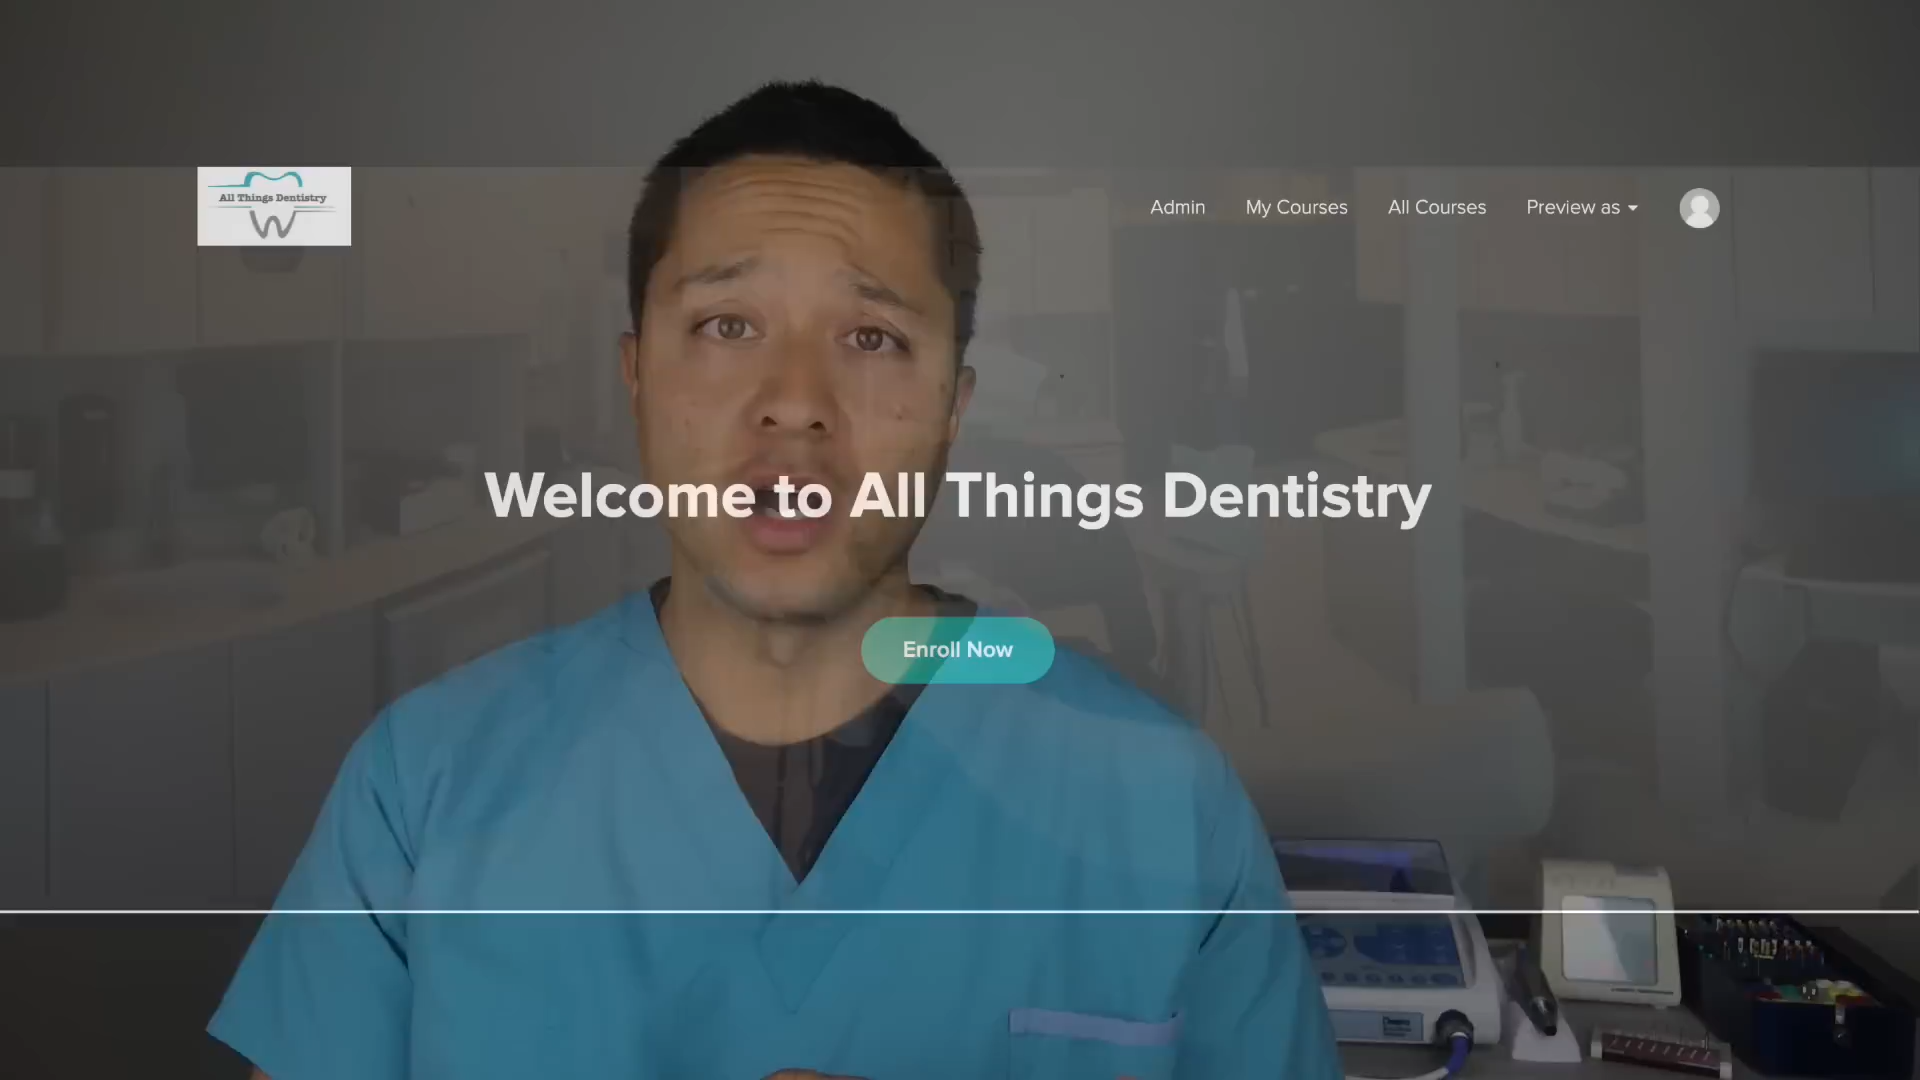 All Things Dentistry
Admin
My Courses
All Courses
Preview as
Welcome to All Things Dentistry
Enroll Now